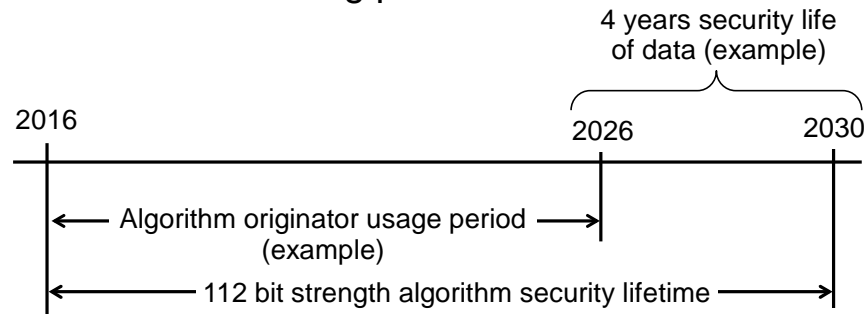 4 years security life
of data (example)
2016
2026
2030
Algorithm originator usage period
(example)
112 bit strength algorithm security lifetime